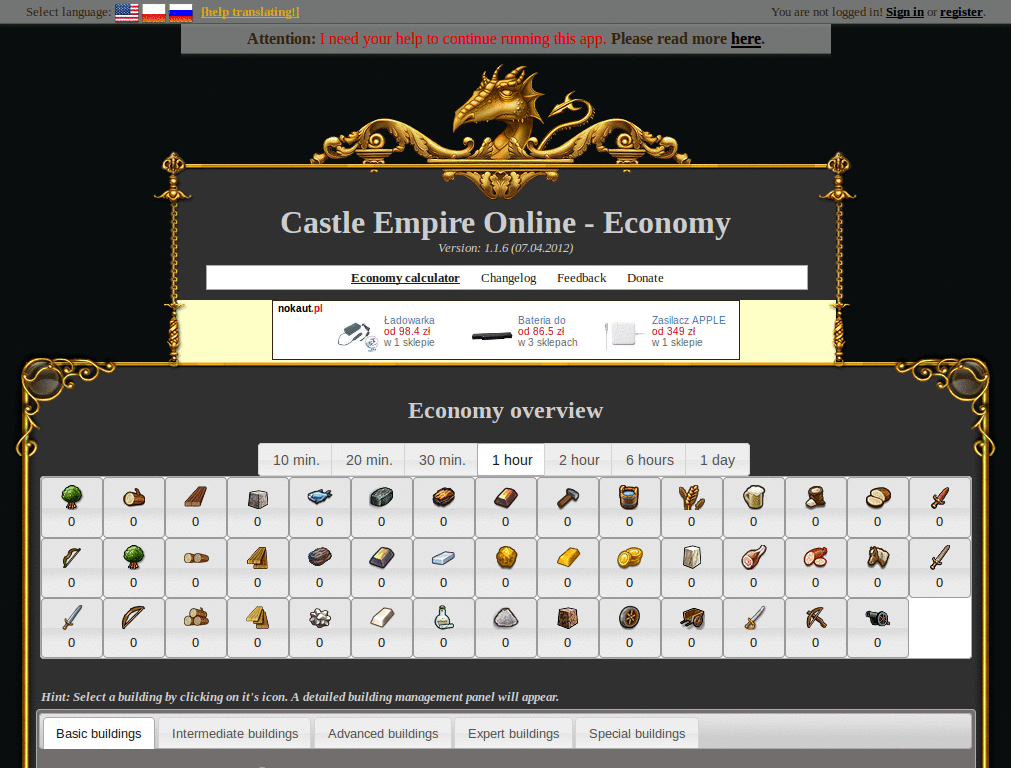 Select language: [help translating!] You are not logged in! Sign in or register.
Attention: I need your help to continue running this app. Please read more here.
Castle Empire Online - Economy
Version: 1.1.6 (07.04.2012)
Economy calculator Changelog Feedback Donate
nokaut.pl
Ładowarka
od 98.4 zł
w 1 sklepie
Bateria do
od 86.5 zł
w 3 sklepach
Zasilacz APPLE
od 349 zł
w 1 sklepie
Economy overview
10 min. 20 min. 30 min. 1 hour 2 hour 6 hours 1 day
0 0 0 0 0 0 0 0 0 0 0 0 0 0 0
0 0 0 0 0 0 0 0 0 0 0 0 0 0 0
0 0 0 0 0 0 0 0 0 0 0 0 0 0
Hint: Select a building by clicking on it's icon. A detailed building management panel will appear.
Basic buildings Intermediate buildings Advanced buildings Expert buildings Special buildings